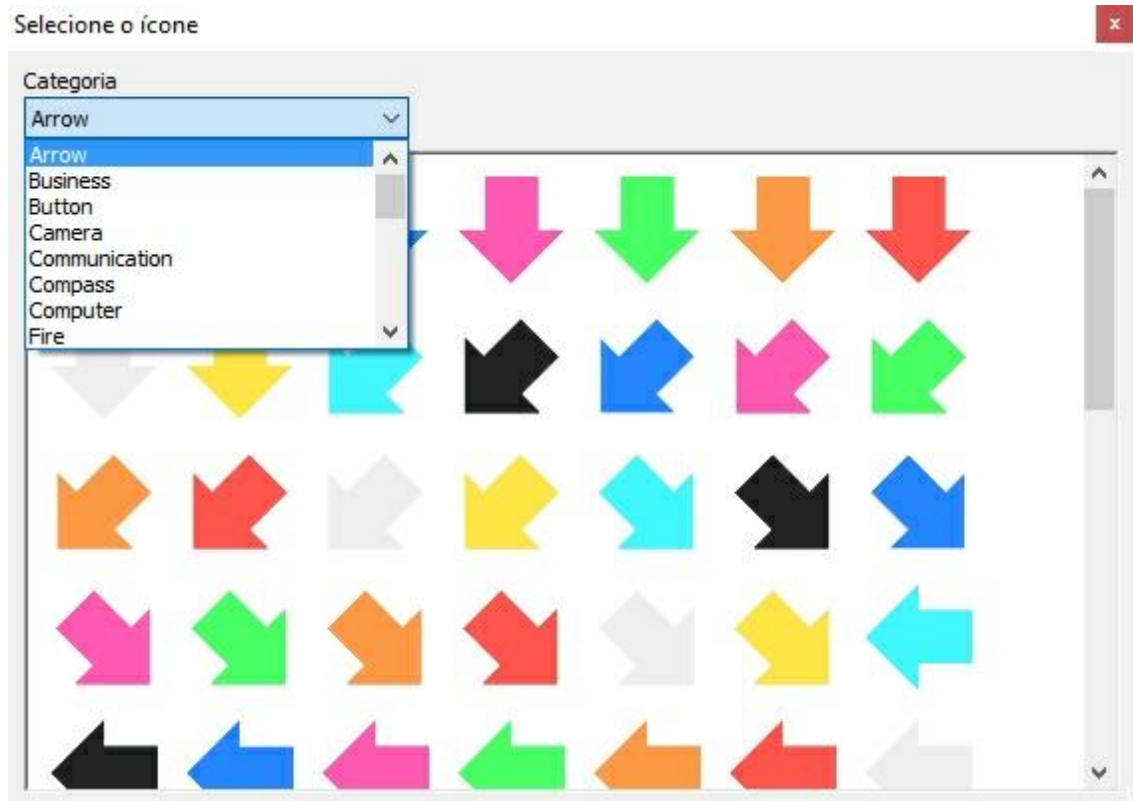 Selecione o ícone
x
Categoria
Arrow
Arrow
Business
Button
Camera
Communication
Compass
Computer
Fire